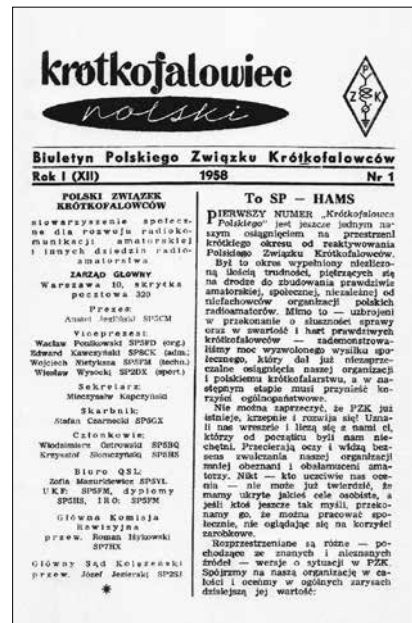 krótkofalowiec
polski
P
Z K
Biuletyn Polskiego Związku Krótkofalowców
Rok I (XII) 1958 Nr 1
POLSKI ZWIĄZEK
KRÓTKOFALOWCÓW
stowarzyszenie społecz-
ne dla rozwoju radioko-
munikacji amatorskiej
i innych dziedzin radio-
amatorstwa
ZARZĄD GŁÓWNY
Warszawa 10, skrytka
pocztowa 320
Prezes:
Anatol Jegliński SP5CM
Viceprezesi:
Wacław Ponikowski SP5FD (org.)
Edward Kawczyński SP8CK (adm.)
Wojciech Nietyksza SP5FM (techn.)
Wiesław Wysocki SP2DX (sport.)
Sekretarz:
Mieczysław Kapczyński
Skarbnik:
Stefan Czarnecki SP6GX
Członkowie:
Włodzimierz Ostrowski SP5BQ
Krzysztof Słomczyński SP5HS
Biuro QSL:
Zofia Mazurkiewicz SP5YL
UKF: SP5FM, dyplomy
SP5HS, IRO: SP5FM
Główna Komisja
Rewizyjna
przew. Roman Iżykowski
SP7HX
Główny Sąd Koleżeński
przew. Józef Jezierski SP2SJ
To SP — HAMS
PIERWSZY NUMER „Krótkofalowca
Polskiego" jest jeszcze jednym na-
szym osiągnięciem na przestrzeni
krótkiego okresu od reaktywowania
Polskiego Związku Krótkofalowców.
Był to okres wypełniony niezliczo-
ną ilością trudności, piętrzących się
na drodze do zbudowania prawdziwie
amatorskiej, społecznej, niezależnej od
niefachowców organizacji polskich
radioamatorów. Mimo to — uzbrojeni
w przekonanie o słuszności sprawy
oraz w zwartość i hart prawdziwych
krótkofalowców — zademonstrowa-
liśmy moc wyzwolonego wysiłku spo-
łecznego, który dał już niezaprze-
czalne osiągnięcia naszej organizacji
i polskiemu krótkofalarstwu, a w na-
stępnym etapie musi przynieść ko-
rzyści ogólnopaństwowe.
Nie można zaprzeczyć, że PZK już
istnieje, krzepnie i rozwija się! Uzna-
li nas wreszcie i liczą się z nami ci,
którzy od początku byli nam nie-
chętni. Przecierają oczy i widzą bez-
sens zwalczania naszej organizacji
mniej obeznani i obałamuceni ama-
torzy. Nikt — kto uczciwie nas oce-
nia — nie może już twierdzić, że
mamy ukryte jakieś cele osobiste, a
jeśli ktoś jeszcze tak myśli, przeko-
namy go, że można pracować spo-
łecznie, nie oglądając się na korzyści
zarobkowe.
Rozprzestrzeniane są różne — po-
chodzące ze znanych i nieznanych
źródeł — wersje o sytuacji w PZK.
Spójrzmy na naszą organizację w ca-
łości i oceńmy w ogólnych zarysach
dzisiejszą jej wartość: